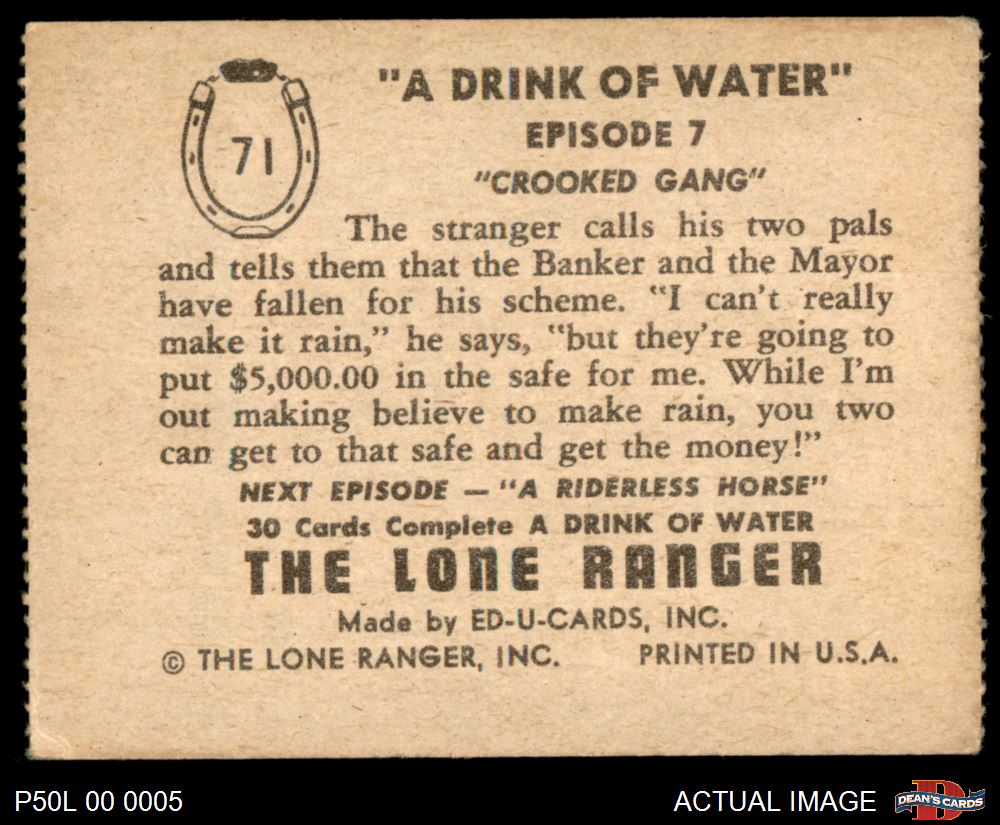 71
"A DRINK OF WATER"
EPISODE 7
"CROOKED GANG"
The stranger calls his two pals
and tells them that the Banker and the Mayor
have fallen for his scheme. "I can't really
make it rain," he says, "but they're going to
put $5,000.00 in the safe for me. While I'm
out making believe to make rain, you two
can get to that safe and get the money!"
NEXT EPISODE — "A RIDERLESS HORSE"
30 Cards Complete A DRINK OF WATER
THE LONE RANGER
Made by ED-U-CARDS, INC.
© THE LONE RANGER, INC. PRINTED IN U.S.A.
P50L 00 0005 ACTUAL IMAGE DEAN'S CARDS